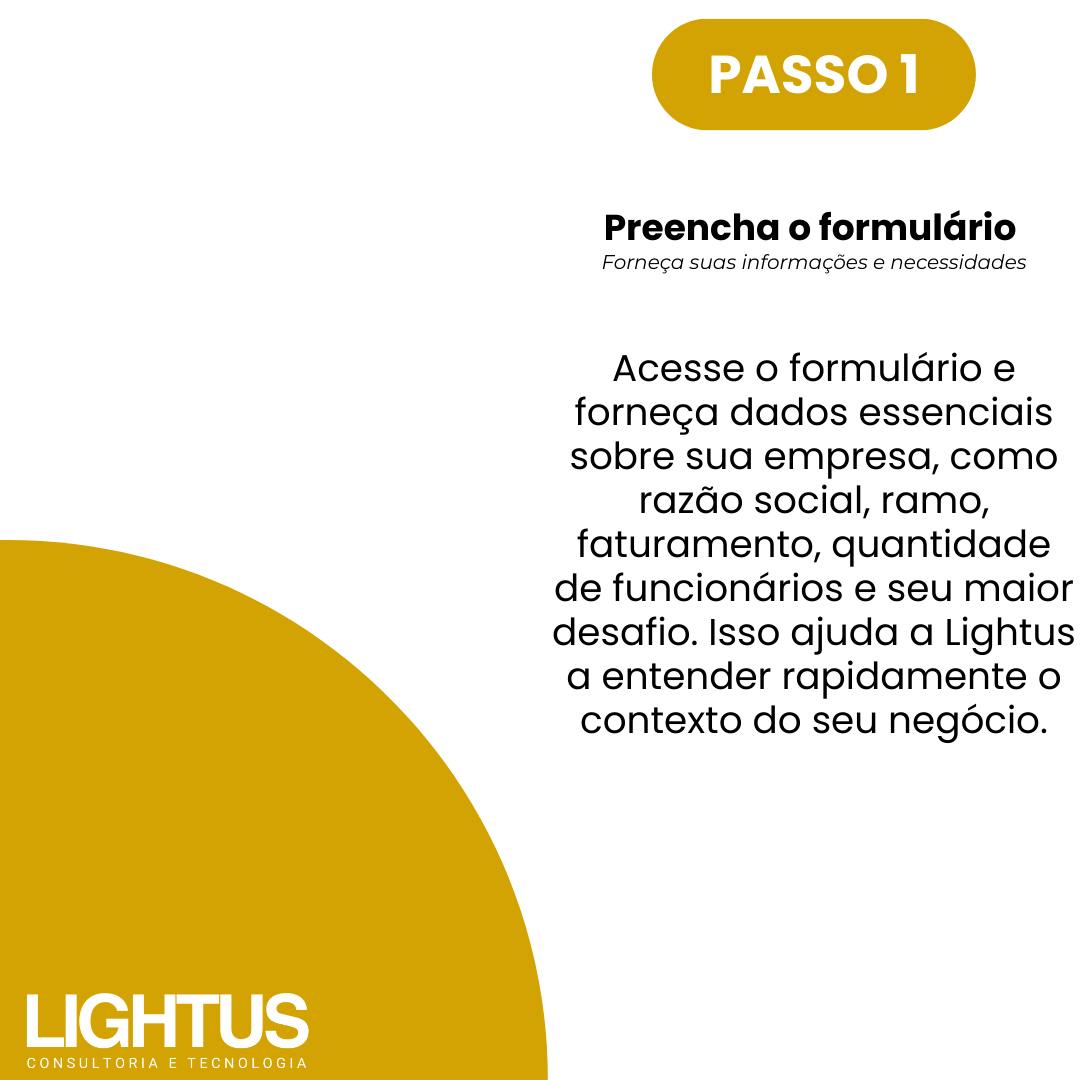 PASSO 1
Preencha o formulário
Forneça suas informações e necessidades
Acesse o formulário e
forneça dados essenciais
sobre sua empresa, como
razão social, ramo,
faturamento, quantidade
de funcionários e seu maior
desafio. Isso ajuda a Lightus
a entender rapidamente o
contexto do seu negócio.
LIGHTUS
CONSULTORIA E TECNOLOGIA